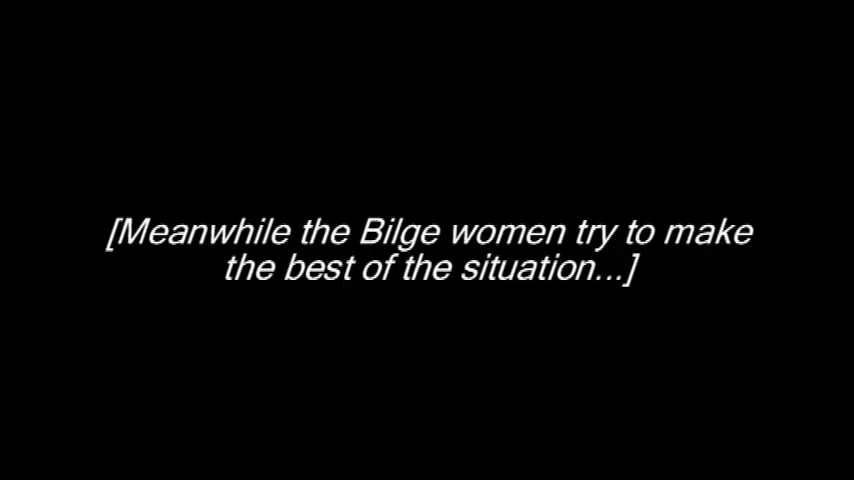 [Meanwhile the Bilge women try to make
the best of the situation...]